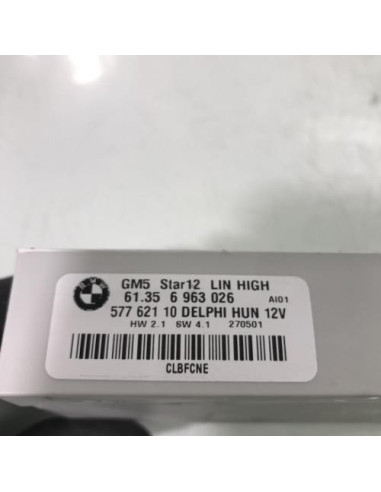 BMW
GM5 Star12 LIN HIGH
61.35 6 963 026 AI01
577 621 10 DELPHI HUN 12V
HW 2.1 SW 4.1 270501
CLBFCNE